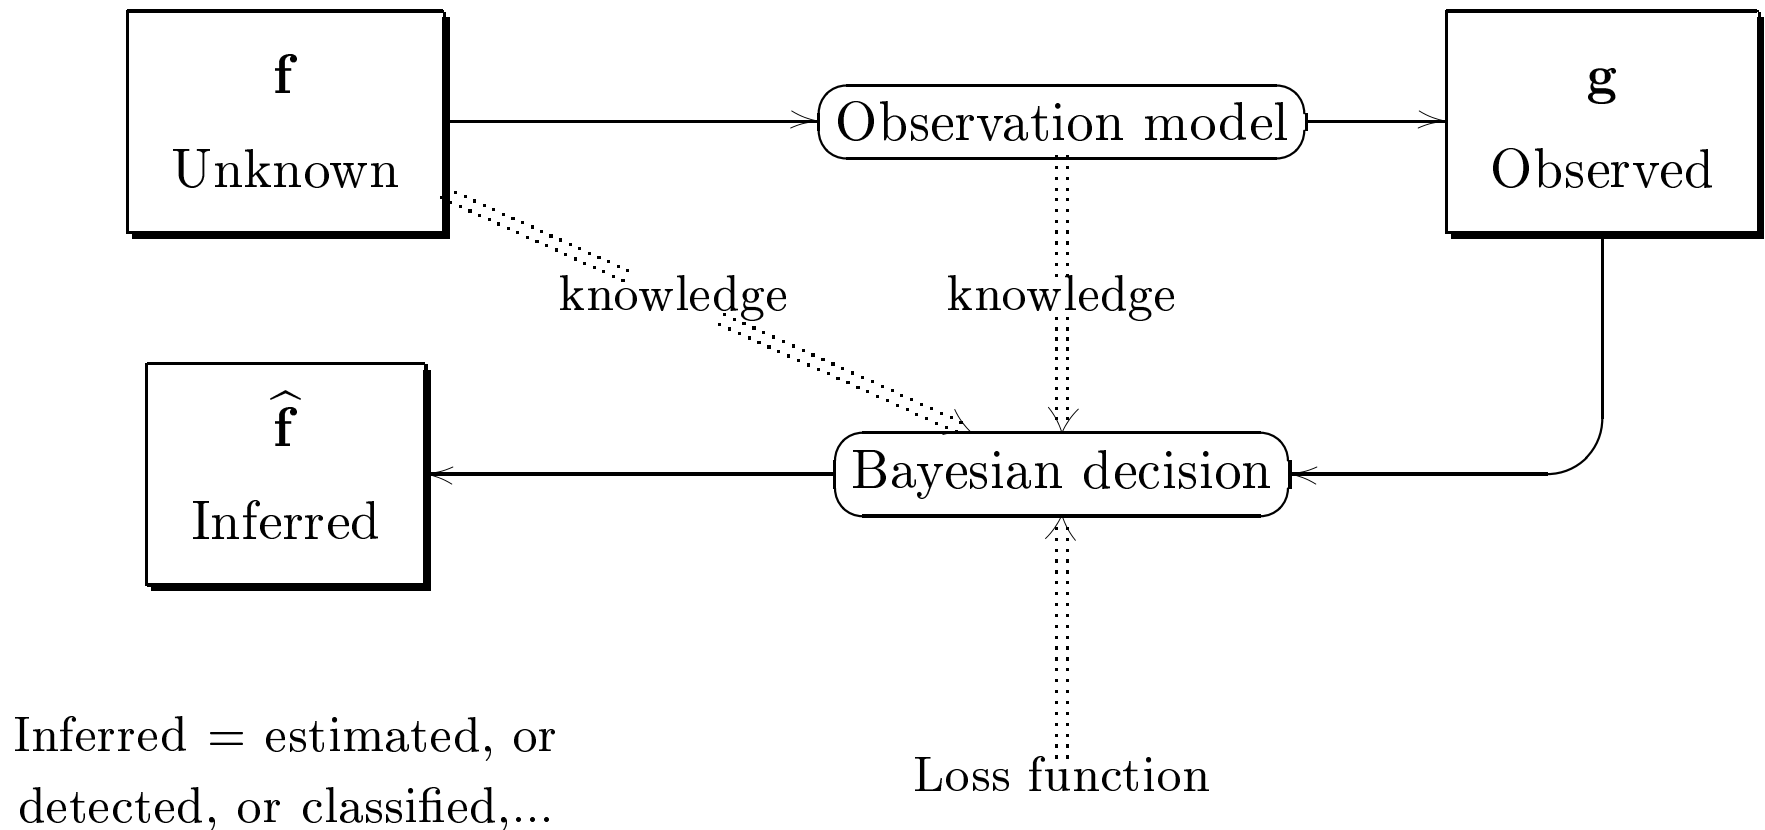 f
Unknown
Observation model
g
Observed
knowledge
knowledge
f̂
Inferred
Bayesian decision
Inferred = estimated, or
detected, or classified,...
Loss function